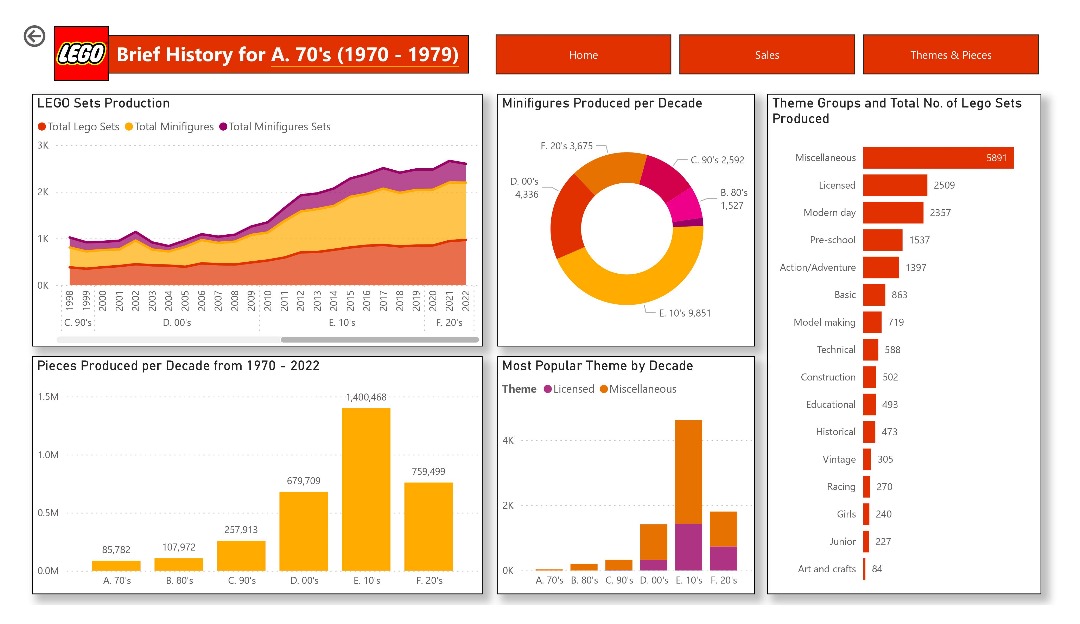 LEGO
Brief History for A. 70's (1970 - 1979)
Home
Sales
Themes & Pieces
LEGO Sets Production
Total Lego Sets
Total Minifigures
Total Minifigures Sets
3K
2K
1K
0K
1998
1999
2000
2001
2002
2003
2004
2005
2006
2007
2008
2009
2010
2011
2012
2013
2014
2015
2016
2017
2018
2019
2020
2021
2022
C. 90's
D. 00's
E. 10's
F. 20's
Minifigures Produced per Decade
F. 20's 3,675
C. 90's 2,592
D. 00's
4,336
B. 80's
1,527
E. 10's 9,851
Theme Groups and Total No. of Lego Sets
Produced
Miscellaneous 5891
Licensed 2509
Modern day 2357
Pre-school 1537
Action/Adventure 1397
Basic 863
Model making 719
Technical 588
Construction 502
Educational 493
Historical 473
Vintage 305
Racing 270
Girls 240
Junior 227
Art and crafts 84
Pieces Produced per Decade from 1970 - 2022
1.5M
1.0M
0.5M
0.0M
85,782
107,972
257,913
679,709
1,400,468
759,499
A. 70's
B. 80's
C. 90's
D. 00's
E. 10's
F. 20's
Most Popular Theme by Decade
Theme
Licensed
Miscellaneous
4K
2K
0K
A. 70's
B. 80's
C. 90's
D. 00's
E. 10's
F. 20's